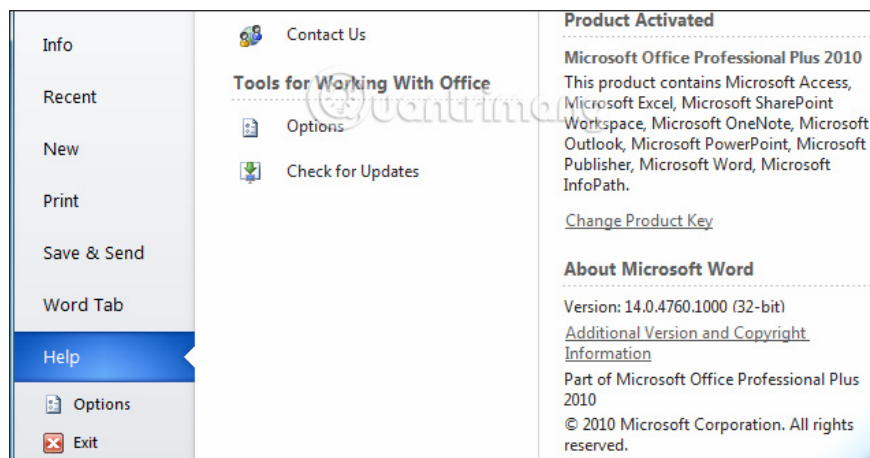 Info
Recent
New
Print
Save & Send
Word Tab
Help
Options
Exit
Contact Us
Tools for Working With Office
Options
Check for Updates
Quantrimang
Product Activated
Microsoft Office Professional Plus 2010
This product contains Microsoft Access,
Microsoft Excel, Microsoft SharePoint
Workspace, Microsoft OneNote, Microsoft
Outlook, Microsoft PowerPoint, Microsoft
Publisher, Microsoft Word, Microsoft
InfoPath.
Change Product Key
About Microsoft Word
Version: 14.0.4760.1000 (32-bit)
Additional Version and Copyright
Information
Part of Microsoft Office Professional Plus
2010
© 2010 Microsoft Corporation. All rights
reserved.